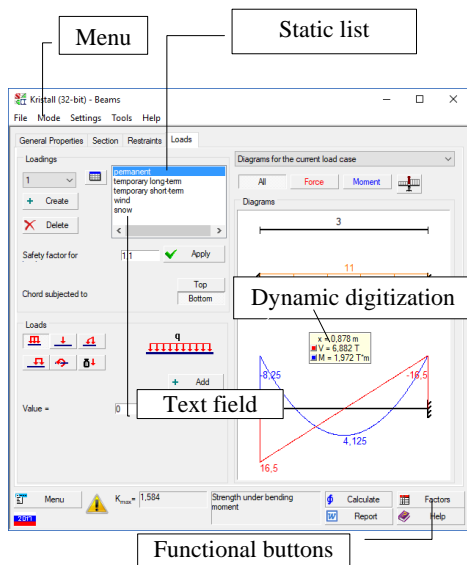 Menu
Static list
Kristall (32-bit) - Beams
File Mode Settings Tools Help
General Properties Section Restraints Loads
Loadings
1
Create
Delete
permanent
temporary long-term
temporary short-term
wind
snow
Safety factor for
1,1
Apply
Chord subjected to
Top
Bottom
Loads
q
Add
Value =
0
Text field
Diagrams for the current load case
All Force Moment
Diagrams
3
11
Dynamic digitization
x = 0,878 m
V = 6,882 T
M = 1,972 T*m
-8,25
-16,5
4,125
16,5
Menu
Kmax= 1,584
Strength under bending
moment
Calculate
Factors
Report
Help
Functional buttons